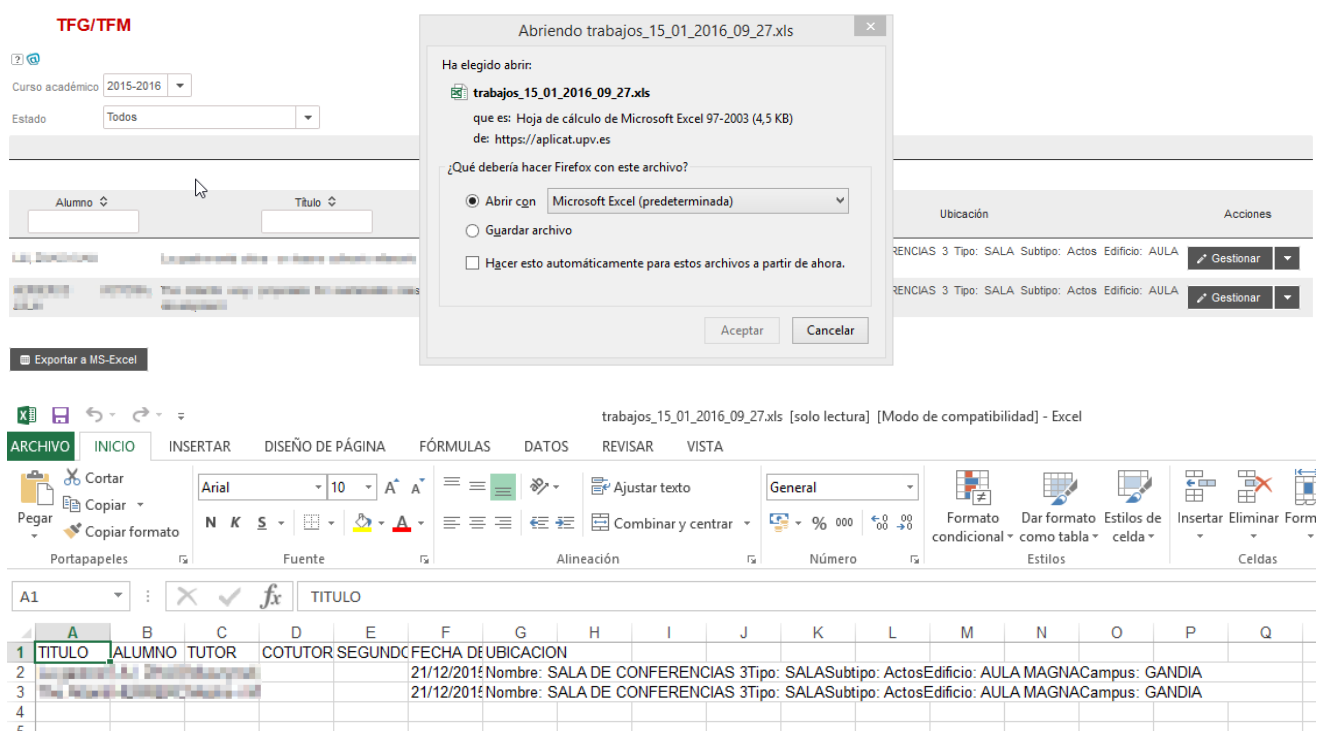 TFG/TFM
?
Curso académico 2015-2016
Estado Todos
Alumno Título Ubicación Acciones
RENCIAS 3 Tipo: SALA Subtipo: Actos Edificio: AULA Gestionar
RENCIAS 3 Tipo: SALA Subtipo: Actos Edificio: AULA Gestionar
Exportar a MS-Excel
Abriendo trabajos_15_01_2016_09_27.xls
Ha elegido abrir:
trabajos_15_01_2016_09_27.xls
que es: Hoja de cálculo de Microsoft Excel 97-2003 (4,5 KB)
de: https://aplicat.upv.es
¿Qué debería hacer Firefox con este archivo?
Abrir con Microsoft Excel (predeterminada)
Guardar archivo
Hacer esto automáticamente para estos archivos a partir de ahora.
Aceptar Cancelar
trabajos_15_01_2016_09_27.xls [solo lectura] [Modo de compatibilidad] - Excel
ARCHIVO INICIO INSERTAR DISEÑO DE PÁGINA FÓRMULAS DATOS REVISAR VISTA
Pegar
Cortar
Copiar
Copiar formato
Portapapeles
Arial 10
N K S
Fuente
Ajustar texto
Combinar y centrar
Alineación
General
% 000
Número
Formato condicional
Dar formato como tabla
Estilos de celda
Estilos
Insertar Eliminar Form
Celdas
A1 fx TITULO
A B C D E F G H I J K L M N O P Q
1 TITULO ALUMNO TUTOR COTUTOR SEGUNDO FECHA DE UBICACION
2 21/12/2015 Nombre: SALA DE CONFERENCIAS 3Tipo: SALASubtipo: ActosEdificio: AULA MAGNACampus: GANDIA
3 21/12/2015 Nombre: SALA DE CONFERENCIAS 3Tipo: SALASubtipo: ActosEdificio: AULA MAGNACampus: GANDIA
4
5